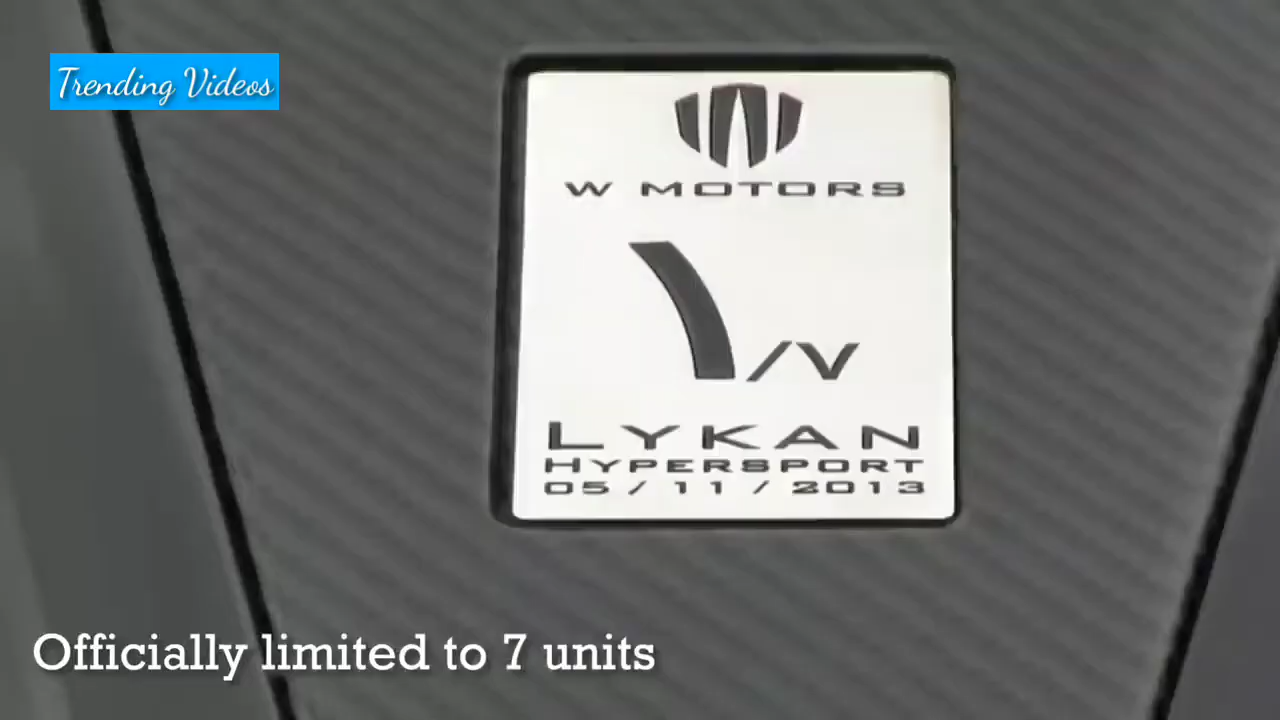 Trending Videos
W MOTORS
1/V
LYKAN
HYPERSPORT
05/11/2013
Officially limited to 7 units